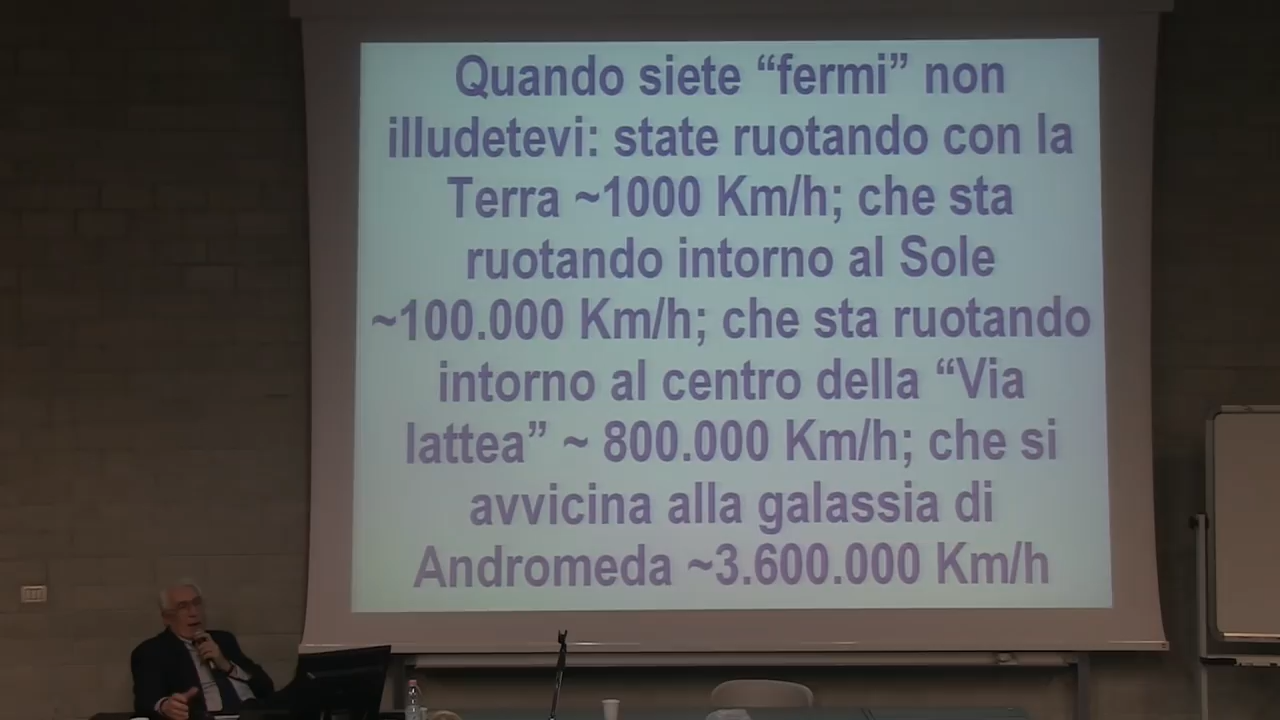 Quando siete “fermi” non
illudetevi: state ruotando con la
Terra ~1000 Km/h; che sta
ruotando intorno al Sole
~100.000 Km/h; che sta ruotando
intorno al centro della “Via
lattea” ~ 800.000 Km/h; che si
avvicina alla galassia di
Andromeda ~3.600.000 Km/h